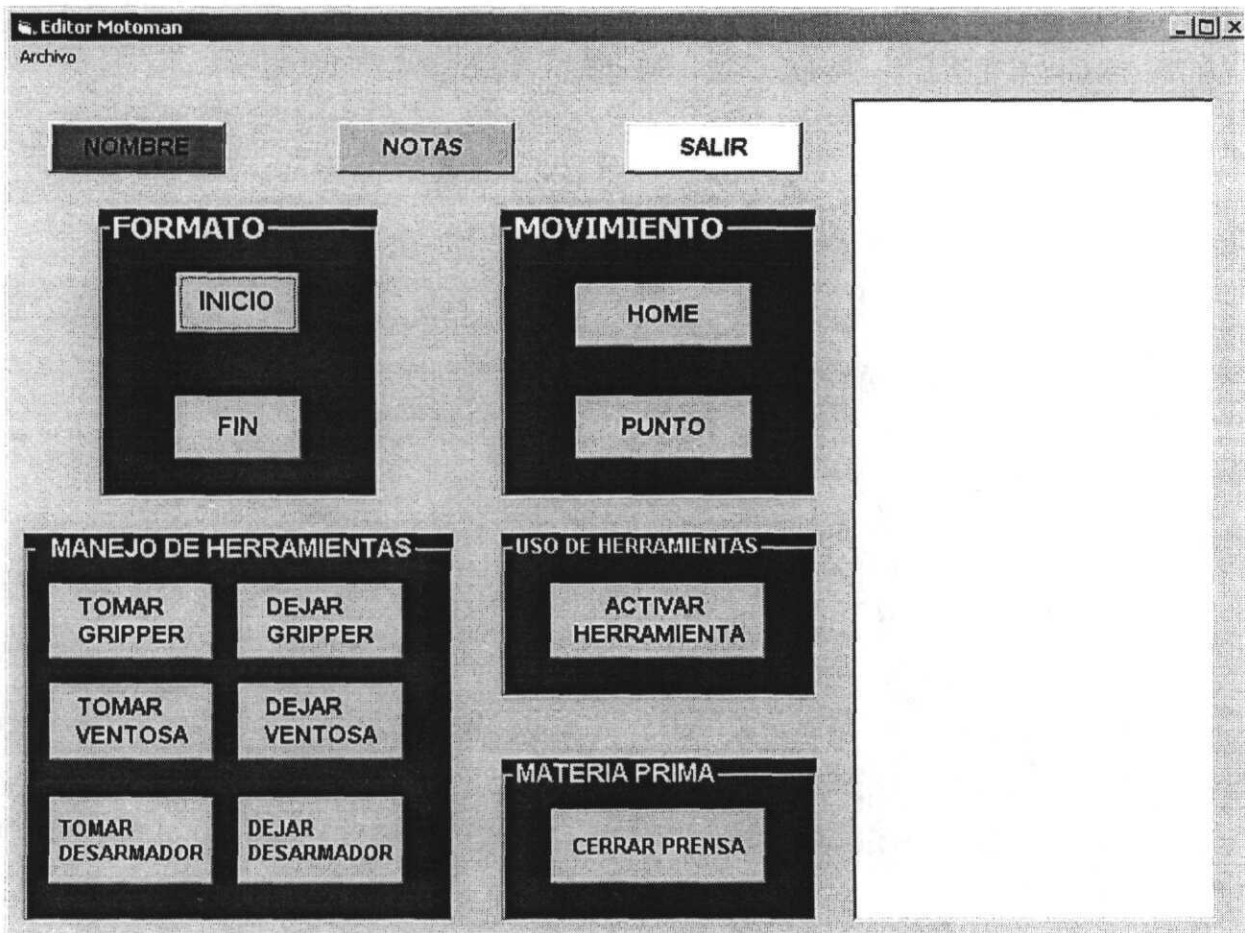 Editor Motoman
Archivo
NOMBRE
NOTAS
SALIR
FORMATO
INICIO
FIN
MOVIMIENTO
HOME
PUNTO
MANEJO DE HERRAMIENTAS
TOMAR
GRIPPER
DEJAR
GRIPPER
TOMAR
VENTOSA
DEJAR
VENTOSA
TOMAR
DESARMADOR
DEJAR
DESARMADOR
USO DE HERRAMIENTAS
ACTIVAR
HERRAMIENTA
MATERIA PRIMA
CERRAR PRENSA